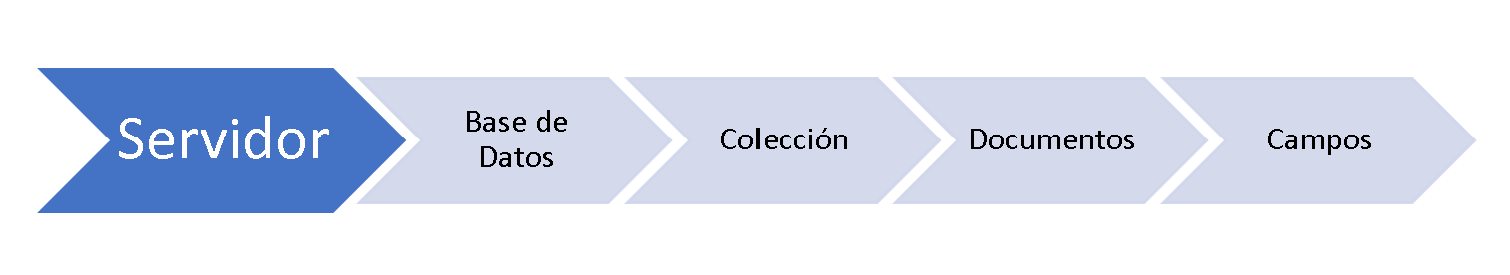 Servidor
Base de
Datos
Colección
Documentos
Campos